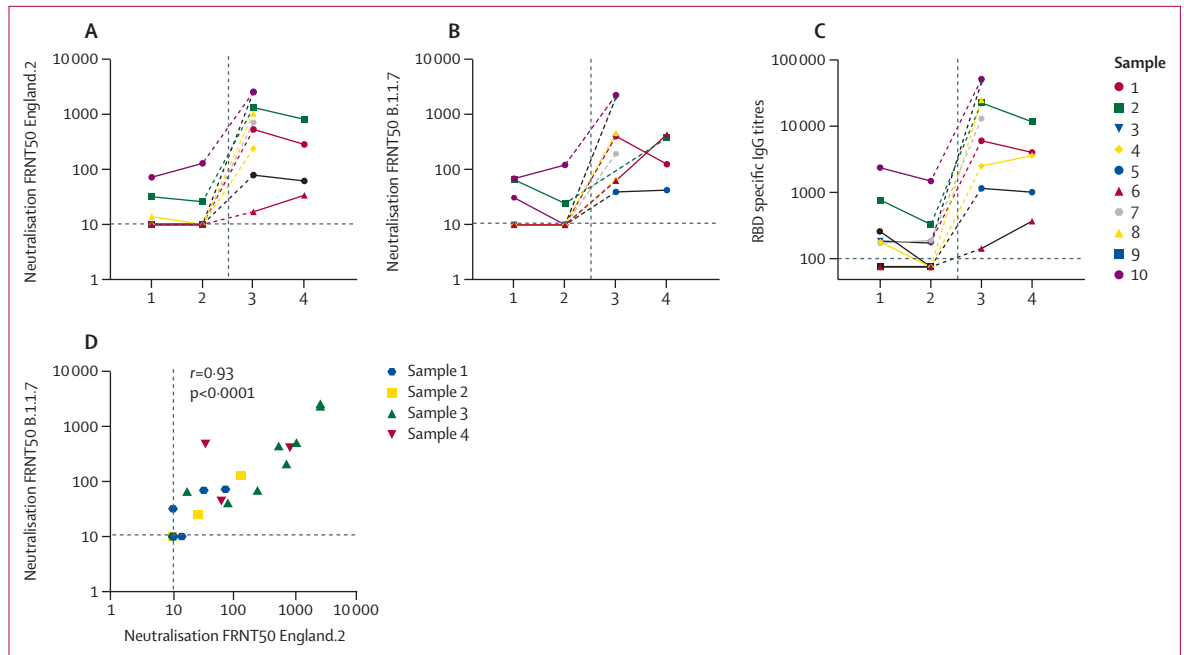 A
Neutralisation FRNT50 England.2
10 000
1000
100
10
1
1 2 3 4
B
Neutralisation FRNT50 B.1.1.7
10 000
1000
100
10
1
1 2 3 4
C
RBD specific IgG titres
100 000
10 000
1000
100
1 2 3 4
Sample
1
2
3
4
5
6
7
8
9
10
D
Neutralisation FRNT50 B.1.1.7
10 000
1000
100
10
1
r=0·93
p<0·0001
1 10 100 1000 10 000
Neutralisation FRNT50 England.2
Sample 1
Sample 2
Sample 3
Sample 4